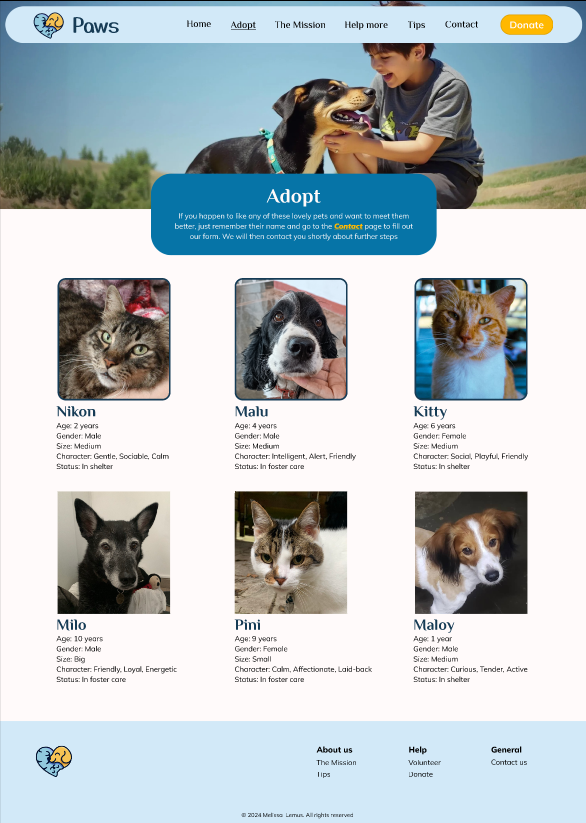 Paws
Home Adopt The Mission Help more Tips Contact Donate
Adopt
If you happen to like any of these lovely pets and want to meet them
better, just remember their name and go to the Contact page to fill out
our form. We will then contact you shortly about further steps
Nikon
Age: 2 years
Gender: Male
Size: Medium
Character: Gentle, Sociable, Calm
Status: In shelter
Malu
Age: 4 years
Gender: Male
Size: Medium
Character: Intelligent, Alert, Friendly
Status: In foster care
Kitty
Age: 6 years
Gender: Female
Size: Medium
Character: Social, Playful, Friendly
Status: In shelter
Milo
Age: 10 years
Gender: Male
Size: Big
Character: Friendly, Loyal, Energetic
Status: In foster care
Pini
Age: 9 years
Gender: Female
Size: Small
Character: Calm, Affectionate, Laid-back
Status: In foster care
Maloy
Age: 1 year
Gender: Male
Size: Medium
Character: Curious, Tender, Active
Status: In shelter
About us
The Mission
Tips
Help
Volunteer
Donate
General
Contact us
© 2024 Melissa Lemus. All rights reserved